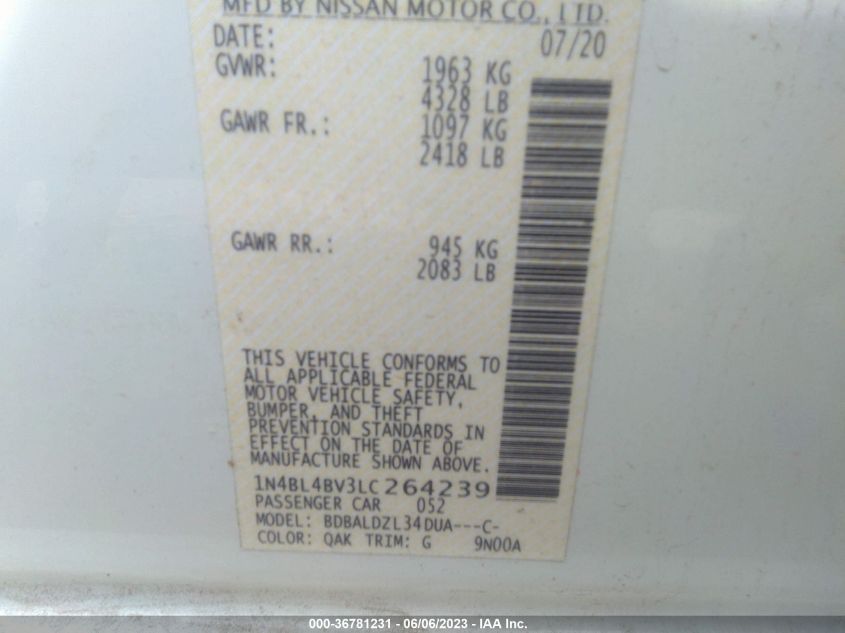 MFD BY NISSAN MOTOR CO., LTD.
DATE: 07/20
GVWR: 1963 KG
4328 LB
GAWR FR.: 1097 KG
2418 LB
GAWR RR.: 945 KG
2083 LB
THIS VEHICLE CONFORMS TO
ALL APPLICABLE FEDERAL
MOTOR VEHICLE SAFETY,
BUMPER, AND THEFT
PREVENTION STANDARDS IN
EFFECT ON THE DATE OF
MANUFACTURE SHOWN ABOVE.
1N4BL4BV3LC264239
PASSENGER CAR 052
MODEL: BDBALDZL34DUA---C-
COLOR: QAK TRIM: G 9N00A
000-36781231 - 06/06/2023 - IAA Inc.